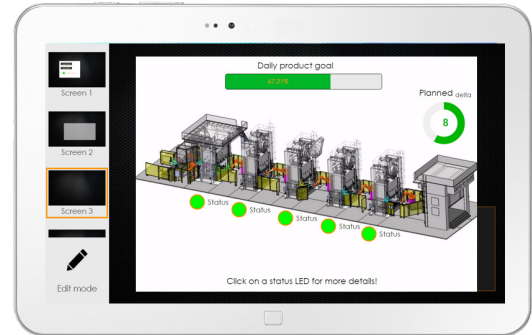 Screen 1
Screen 2
Screen 3
Edit mode
Daily product goal
67.21%
Planned delta
8
Status
Status
Status
Status
Status
Click on a status LED for more details!